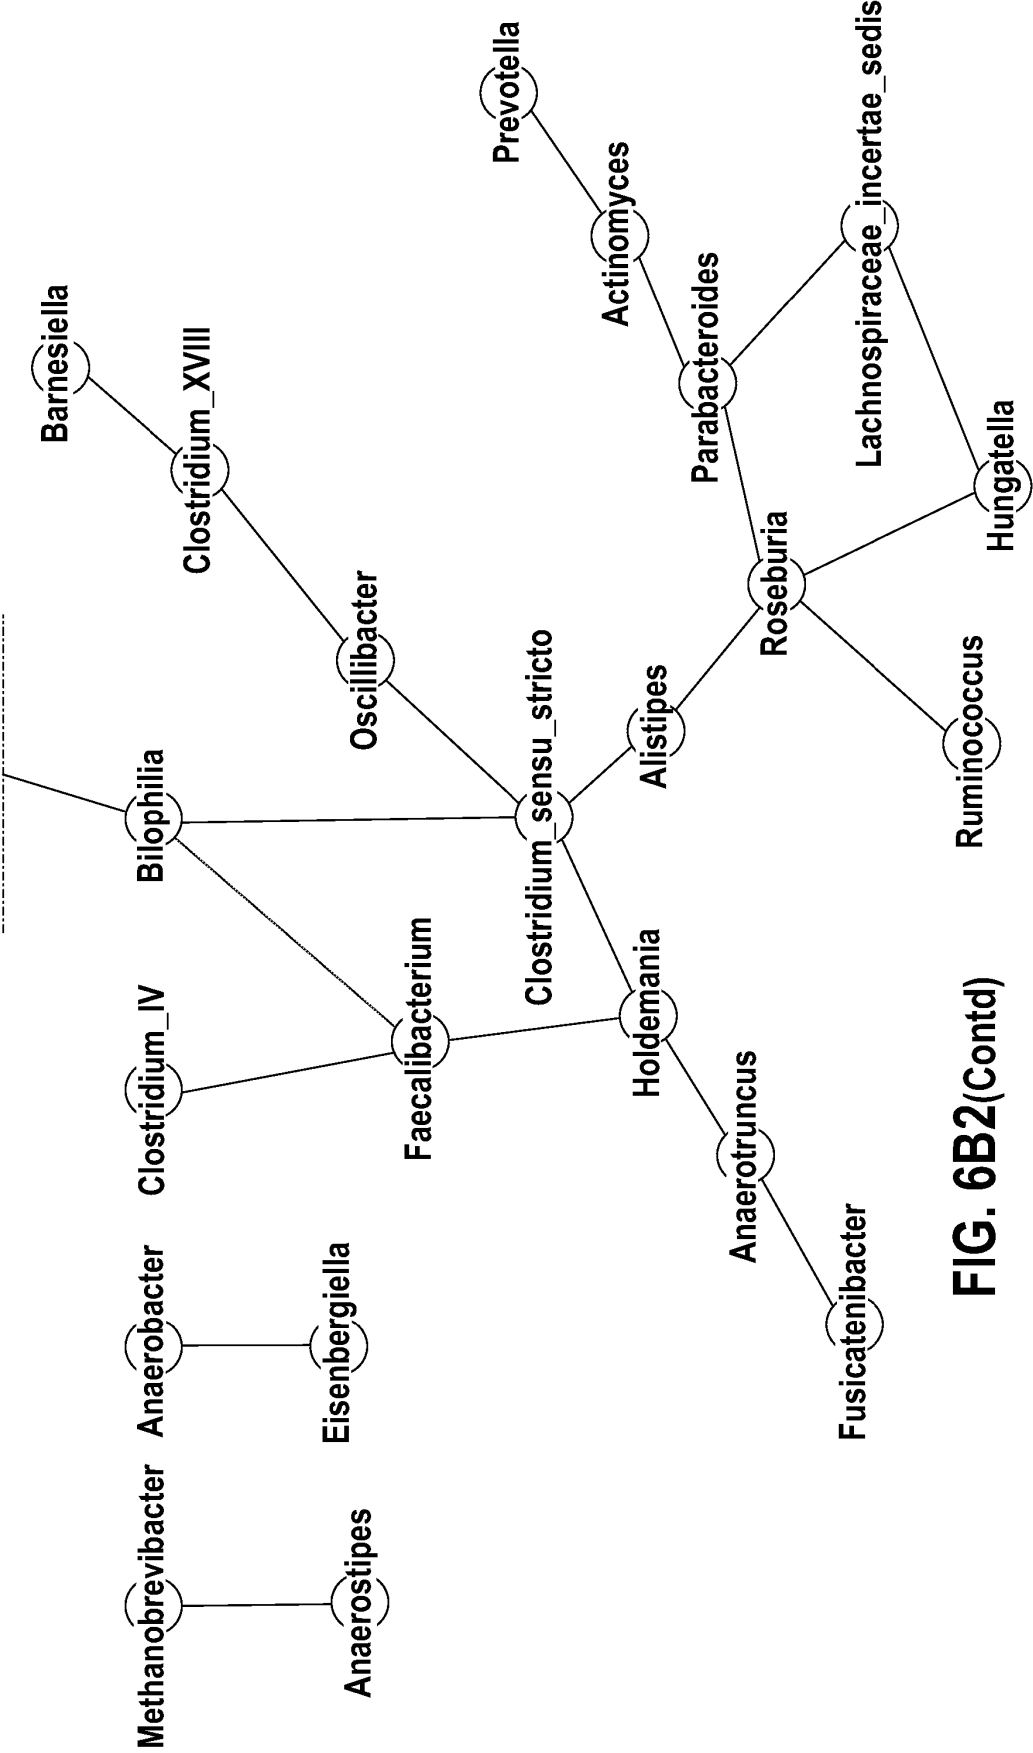 Methanobrevibacter
Anaerobacter
Clostridium_IV
Bilophilia
Barnesiella
Clostridium_XVIII
Anaerostipes
Eisenbergiella
Faecalibacterium
Oscillibacter
Prevotella
Clostridium_sensu_stricto
Actinomyces
Holdemania
Alistipes
Parabacteroides
Anaerotruncus
Roseburia
Fusicatenibacter
Lachnospiraceae_incertae_sedis
Ruminococcus
Hungatella
FIG. 6B2(Contd)